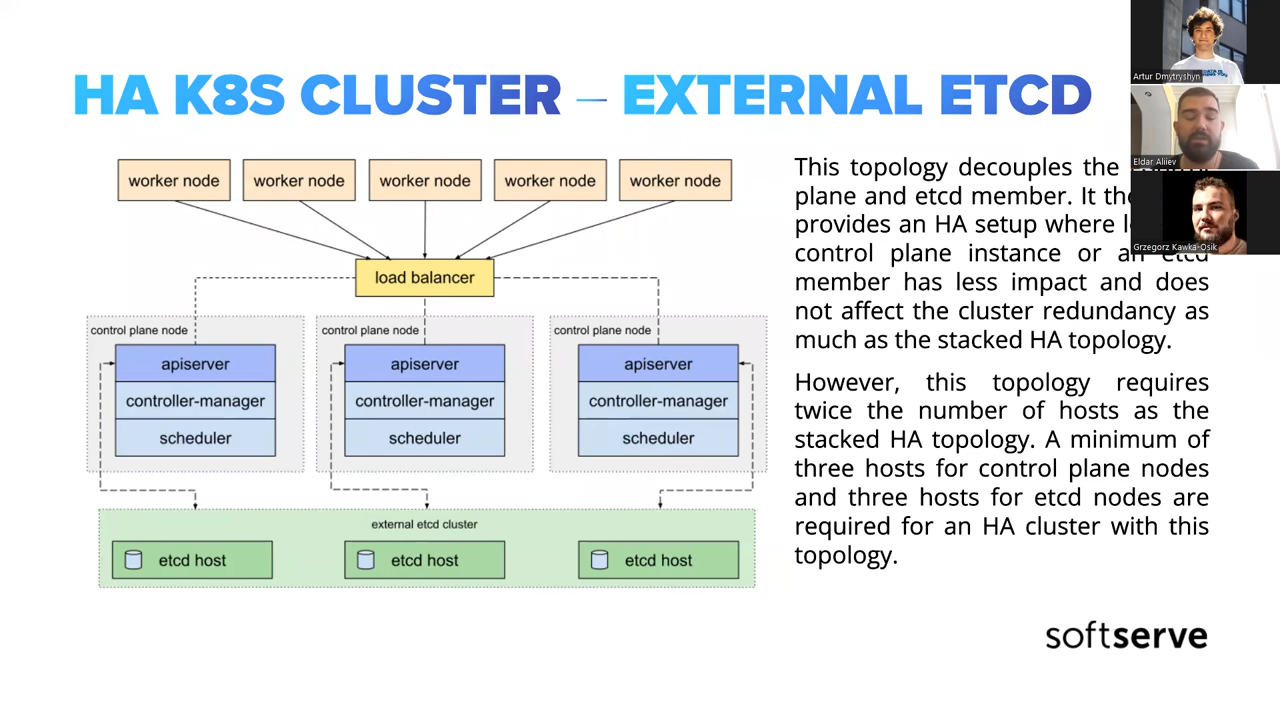 HA K8S CLUSTER – EXTERNAL ETCD
Artur Dmytryshyn
Eldar Aliiev
Grzegorz Kawka-Osik
worker node
worker node
worker node
worker node
worker node
load balancer
control plane node
control plane node
control plane node
apiserver
apiserver
apiserver
controller-manager
controller-manager
controller-manager
scheduler
scheduler
scheduler
external etcd cluster
etcd host
etcd host
etcd host
This topology decouples the
plane and etcd member. It
provides an HA setup where
control plane instance or an etcd
member has less impact and does
not affect the cluster redundancy as
much as the stacked HA topology.
However, this topology requires
twice the number of hosts as the
stacked HA topology. A minimum of
three hosts for control plane nodes
and three hosts for etcd nodes are
required for an HA cluster with this
topology.
softserve